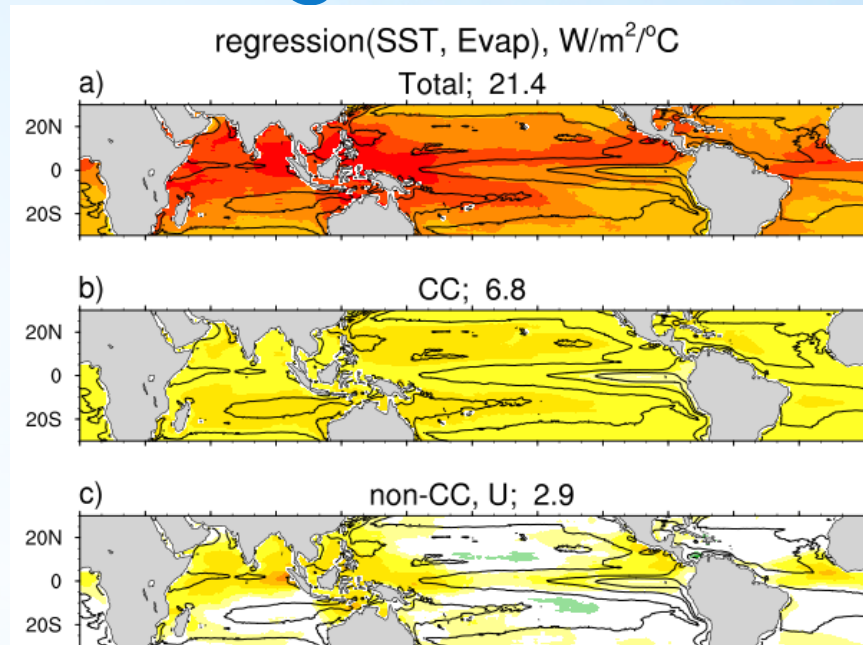 regression(SST, Evap), W/m²/°C
a) Total; 21.4
20N
0
20S
b) CC; 6.8
20N
0
20S
c) non-CC, U; 2.9
20N
0
20S